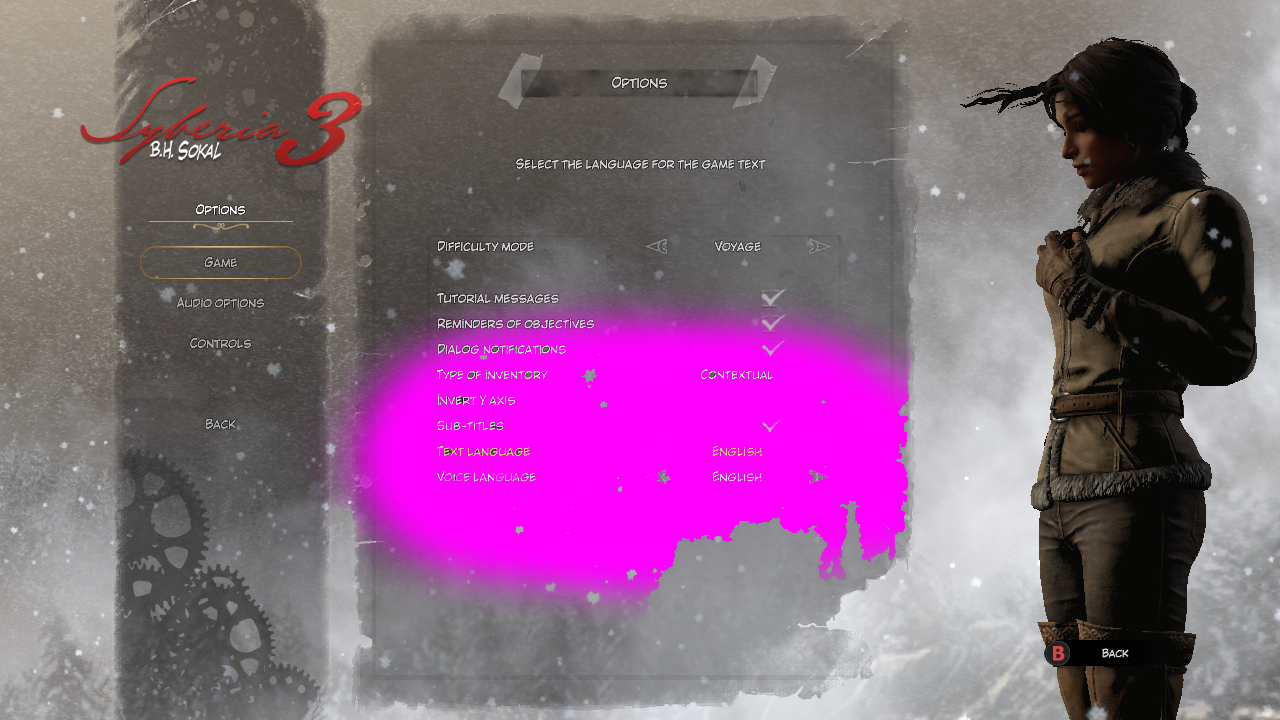 Syberia 3
B.H. Sokal
Options
Game
Audio options
Controls
Back
Options
Select the language for the game text
Difficulty mode Voyage
Tutorial messages
Reminders of objectives
Dialog notifications
Type of inventory Contextual
Invert Y axis
Sub-titles
Text language English
Voice language English
B Back